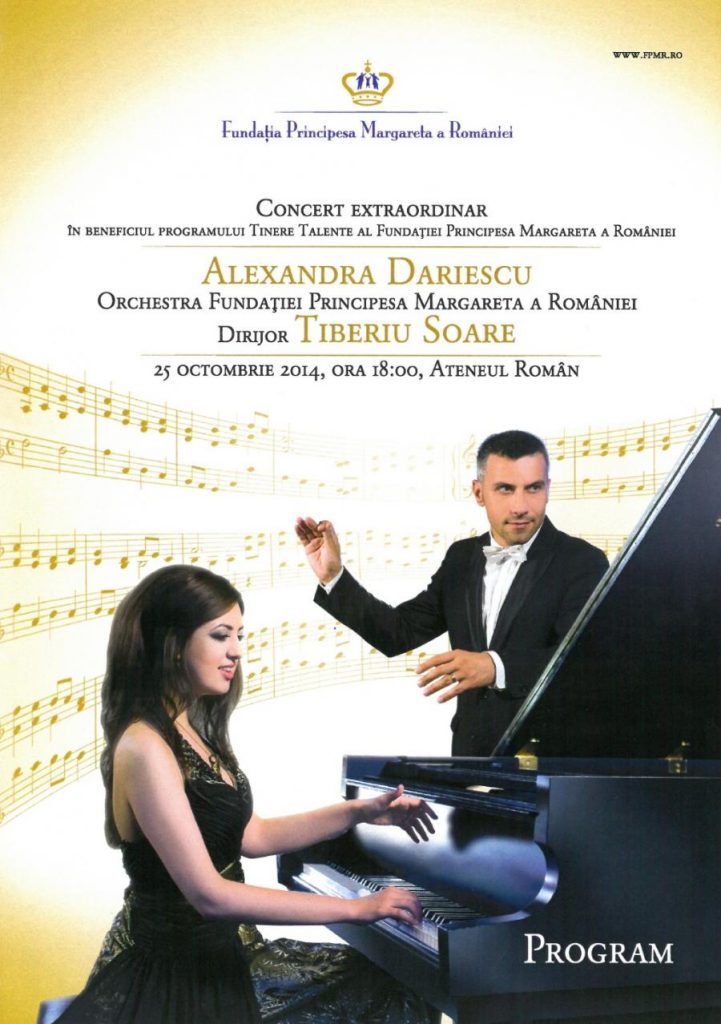 WWW.FPMR.RO
Fundația Principesa Margareta a României
CONCERT EXTRAORDINAR
ÎN BENEFICIUL PROGRAMULUI TINERE TALENTE AL FUNDAȚIEI PRINCIPESA MARGARETA A ROMÂNIEI
ALEXANDRA DARIESCU
ORCHESTRA FUNDAȚIEI PRINCIPESA MARGARETA A ROMÂNIEI
DIRIJOR TIBERIU SOARE
25 OCTOMBRIE 2014, ORA 18:00, ATENEUL ROMÂN
PROGRAM